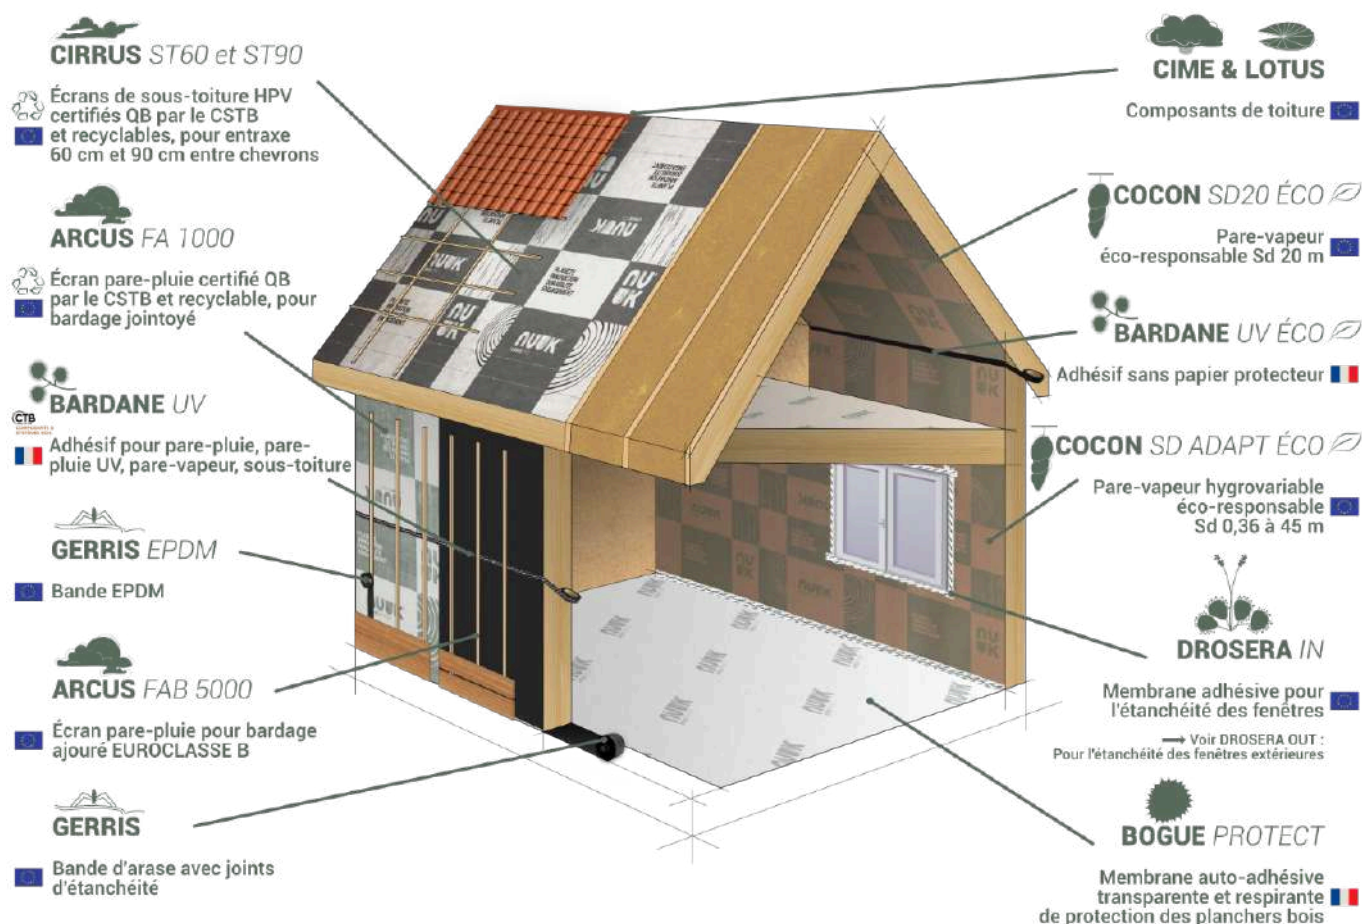 CIRRUS ST60 et ST90
Écrans de sous-toiture HPV
certifiés QB par le CSTB
et recyclables, pour entraxe
60 cm et 90 cm entre chevrons
ARCUS FA 1000
Écran pare-pluie certifié QB
par le CSTB et recyclable, pour
bardage jointoyé
BARDANE UV
CTB
Adhésif pour pare-pluie, pare-
pluie UV, pare-vapeur, sous-toiture
GERRIS EPDM
Bande EPDM
ARCUS FAB 5000
Écran pare-pluie pour bardage
ajouré EUROCLASSE B
GERRIS
Bande d'arase avec joints
d'étanchéité
CIME & LOTUS
Composants de toiture
COCON SD20 ÉCO
Pare-vapeur
éco-responsable Sd 20 m
BARDANE UV ÉCO
Adhésif sans papier protecteur
COCON SD ADAPT ÉCO
Pare-vapeur hygrovariable
éco-responsable
Sd 0,36 à 45 m
DROSERA IN
Membrane adhésive pour
l'étanchéité des fenêtres
→ Voir DROSERA OUT :
Pour l'étanchéité des fenêtres extérieures
BOGUE PROTECT
Membrane auto-adhésive
transparente et respirante
de protection des planchers bois
NUUK
NUUK
NUUK
NUUK